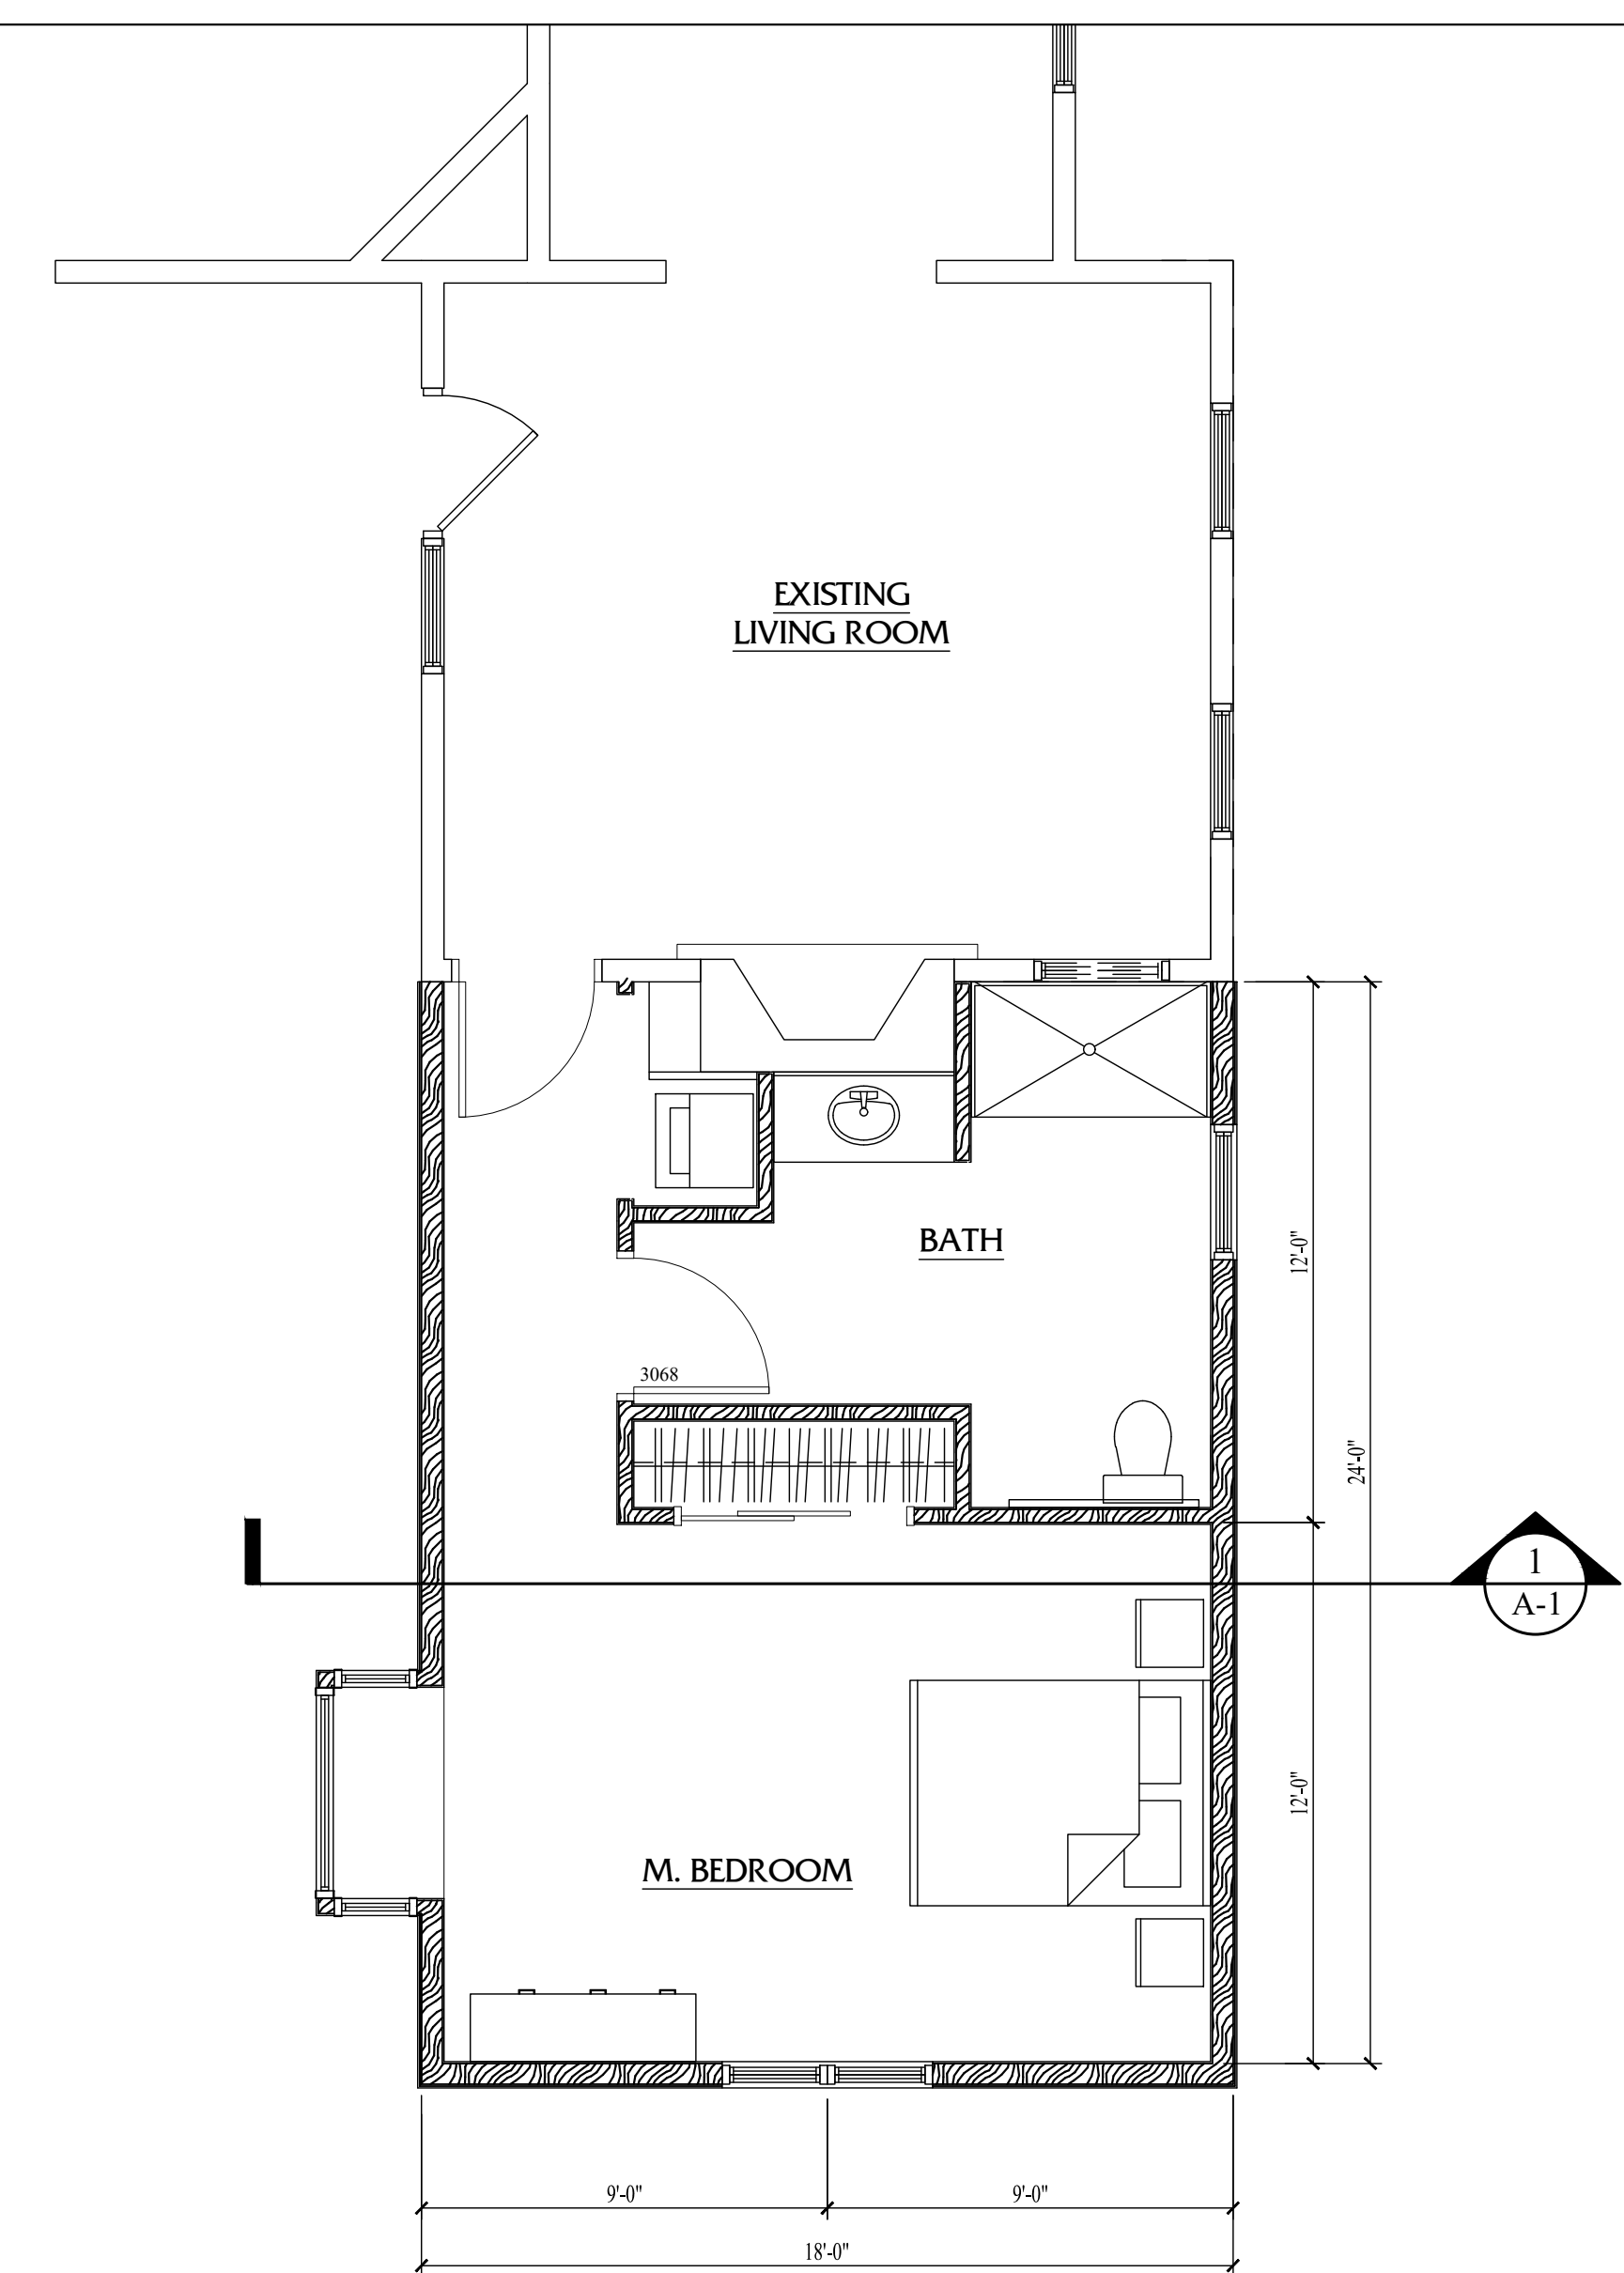 EXISTING
LIVING ROOM
BATH
12'-0"
3068
24'-0"
1
A-1
12'-0"
M. BEDROOM
9'-0"
9'-0"
18'-0"